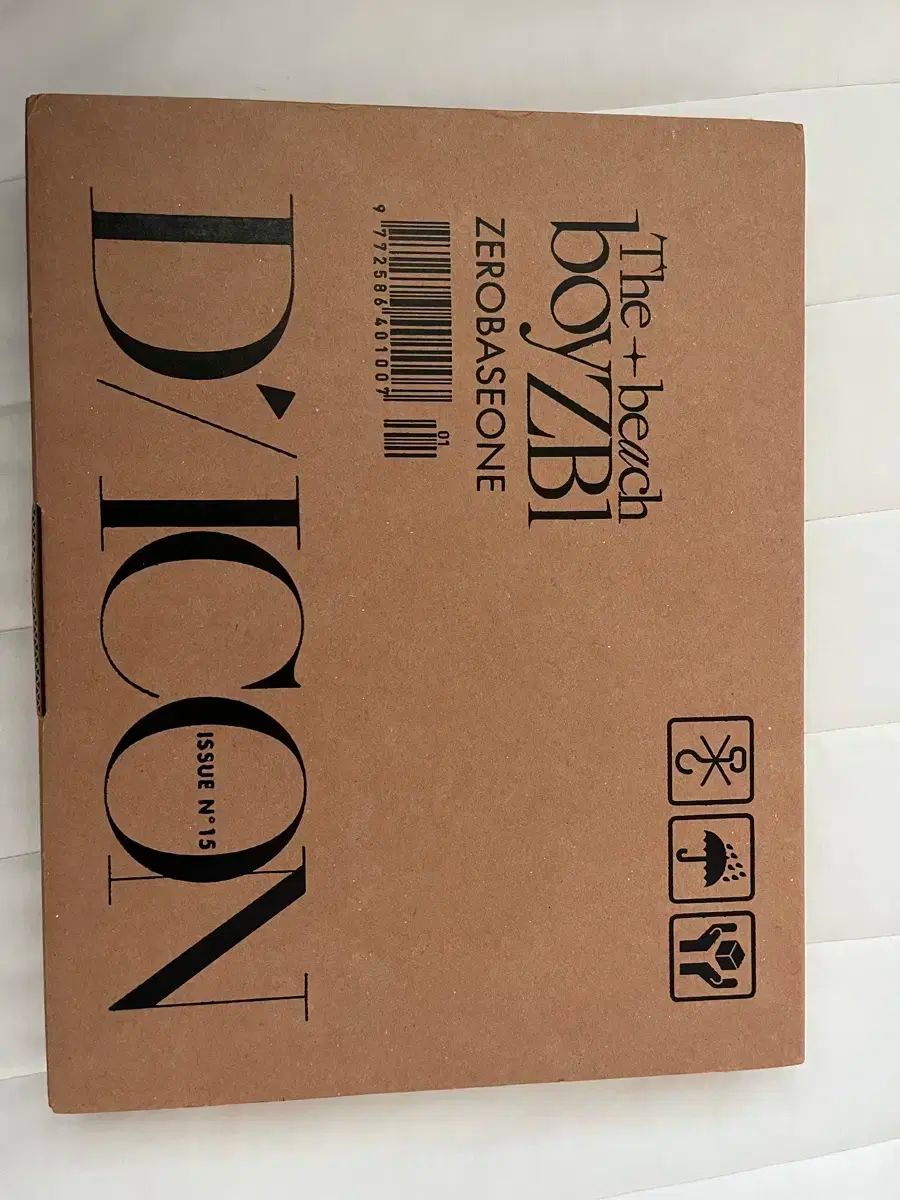 The + beach
boyZB1
ZEROBASEONE
9 772586 401007
01
D/ICON
ISSUE N°15